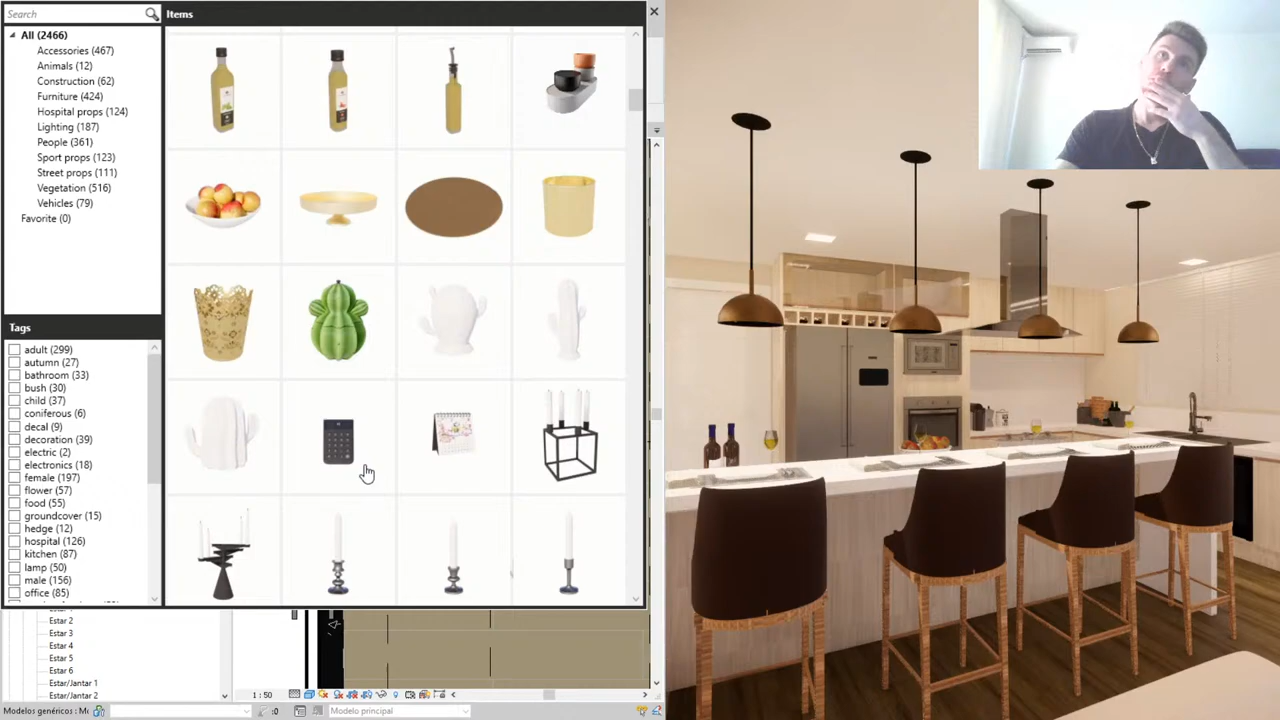 Search
Items
All (2466)
Accessories (467)
Animals (12)
Construction (62)
Furniture (424)
Hospital props (124)
Lighting (187)
People (361)
Sport props (123)
Street props (111)
Vegetation (516)
Vehicles (79)
Favorite (0)
Tags
adult (299)
autumn (27)
bathroom (33)
bush (30)
child (37)
coniferous (6)
decal (9)
decoration (39)
electric (2)
electronics (18)
female (197)
flower (57)
food (55)
groundcover (15)
hedge (12)
hospital (126)
kitchen (87)
lamp (50)
male (156)
office (85)
Estar 2
Estar 3
Estar 4
Estar 5
Estar 6
Estar/Jantar 1
Estar/Jantar 2
1 : 50
Modelos genéricos : Mo
:0
Modelo principal